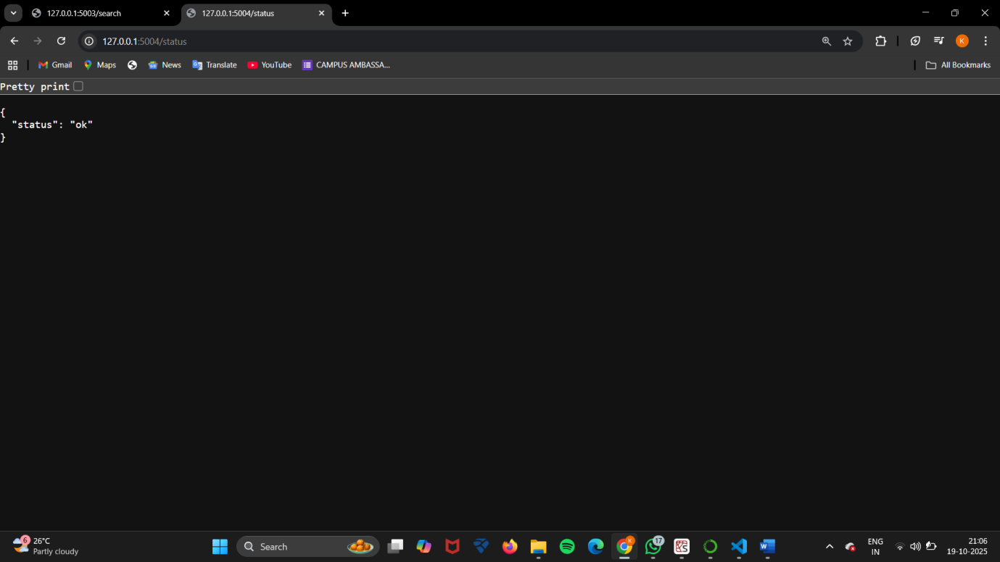 127.0.0.1:5003/search
127.0.0.1:5004/status
127.0.0.1:5004/status
K
Gmail
Maps
News
Translate
YouTube
CAMPUS AMBASSA...
All Bookmarks
Pretty print
{
"status": "ok"
}
6
26°C
Partly cloudy
Search
K
17
ENG
IN
21:06
19-10-2025